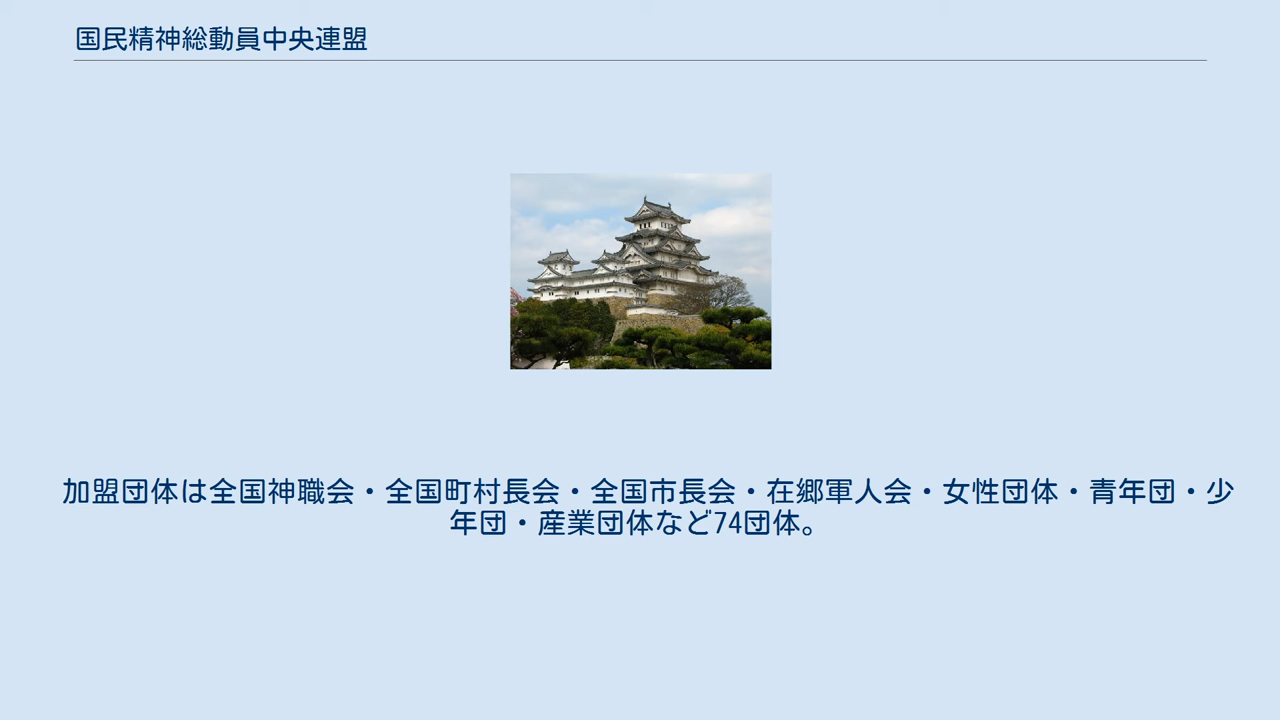 国民精神総動員中央連盟
加盟団体は全国神職会・全国町村長会・全国市長会・在郷軍人会・女性団体・青年団・少
年団・産業団体など74団体。